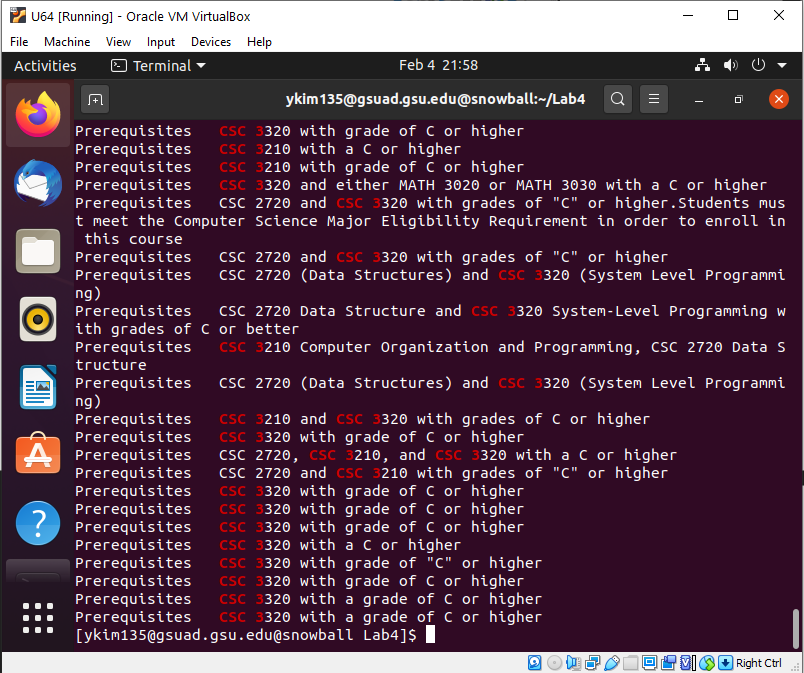 U64 [Running] - Oracle VM VirtualBox
File Machine View Input Devices Help
Activities Terminal Feb 4 21:58
ykim135@gsuad.gsu.edu@snowball:~/Lab4
Prerequisites CSC 3320 with grade of C or higher
Prerequisites CSC 3210 with a C or higher
Prerequisites CSC 3210 with grade of C or higher
Prerequisites CSC 3320 and either MATH 3020 or MATH 3030 with a C or higher
Prerequisites CSC 2720 and CSC 3320 with grades of "C" or higher.Students mus
t meet the Computer Science Major Eligibility Requirement in order to enroll in
this course
Prerequisites CSC 2720 and CSC 3320 with grades of "C" or higher
Prerequisites CSC 2720 (Data Structures) and CSC 3320 (System Level Programmi
ng)
Prerequisites CSC 2720 Data Structure and CSC 3320 System-Level Programming w
ith grades of C or better
Prerequisites CSC 3210 Computer Organization and Programming, CSC 2720 Data S
tructure
Prerequisites CSC 2720 (Data Structures) and CSC 3320 (System Level Programmi
ng)
Prerequisites CSC 3210 and CSC 3320 with grades of C or higher
Prerequisites CSC 3320 with grade of C or higher
Prerequisites CSC 2720, CSC 3210, and CSC 3320 with a C or higher
Prerequisites CSC 2720 and CSC 3210 with grades of "C" or higher
Prerequisites CSC 3320 with grade of C or higher
Prerequisites CSC 3320 with grade of C or higher
Prerequisites CSC 3320 with grade of C or higher
Prerequisites CSC 3320 with a C or higher
Prerequisites CSC 3320 with grade of "C" or higher
Prerequisites CSC 3320 with grade of C or higher
Prerequisites CSC 3320 with a grade of C or higher
Prerequisites CSC 3320 with a grade of C or higher
[ykim135@gsuad.gsu.edu@snowball Lab4]$
Right Ctrl